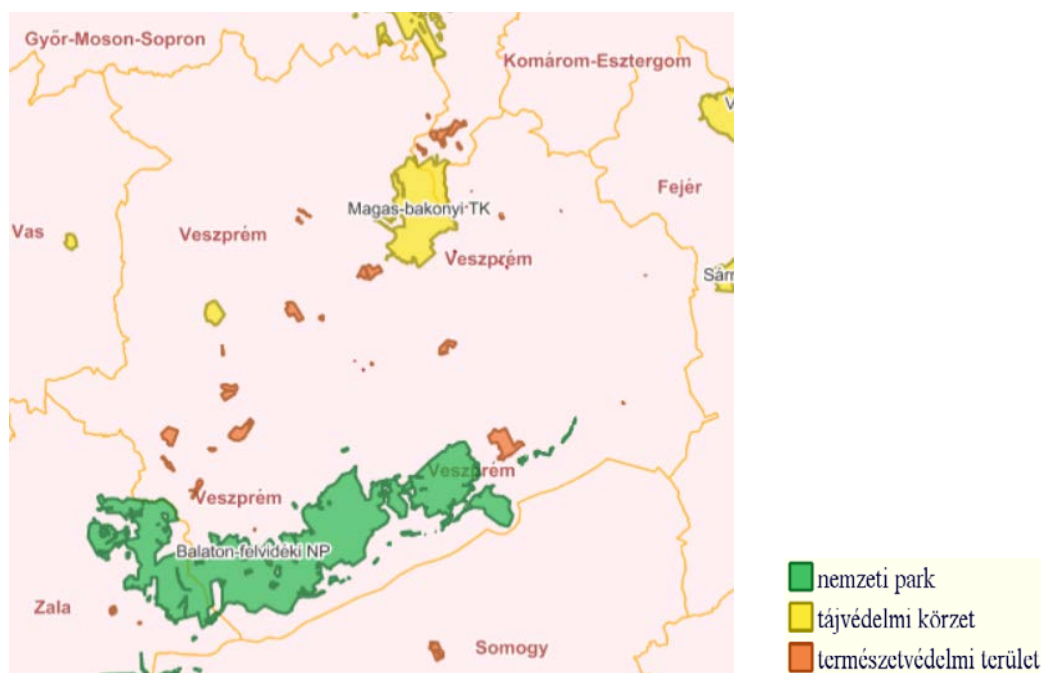 Győr-Moson-Sopron
Komárom-Esztergom
V
Fejér
Magas-bakonyi TK
Vas
Veszprém
Veszprém
Sárr
Veszprém
Veszprém
Balaton-felvidéki NP
Zala
Somogy
nemzeti park
tájvédelmi körzet
természetvédelmi terület